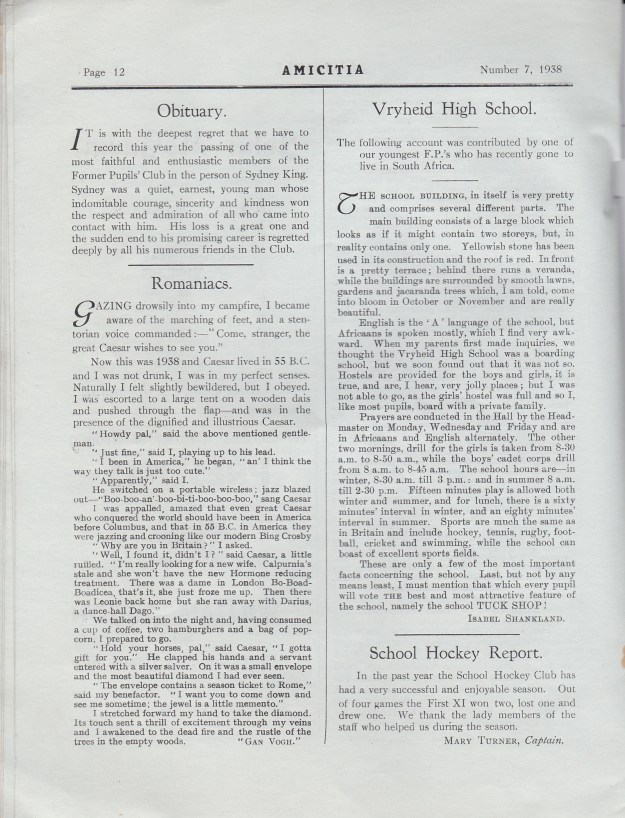 Page 12
AMICITIA
Number 7, 1938
Obituary.
IT is with the deepest regret that we have to
record this year the passing of one of the
most faithful and enthusiastic members of the
Former Pupils' Club in the person of Sydney King.
Sydney was a quiet, earnest, young man whose
indomitable courage, sincerity and kindness won
the respect and admiration of all who came into
contact with him. His loss is a great one and
the sudden end to his promising career is regretted
deeply by all his numerous friends in the Club.
Romaniacs.
GAZING drowsily into my campfire, I became
aware of the marching of feet, and a sten-
torian voice commanded :—"Come, stranger, the
great Caesar wishes to see you."
Now this was 1938 and Caesar lived in 55 B.C.
and I was not drunk, I was in my perfect senses.
Naturally I felt slightly bewildered, but I obeyed.
I was escorted to a large tent on a wooden dais
and pushed through the flap—and was in the
presence of the dignified and illustrious Caesar.
"Howdy pal," said the above mentioned gentle-
man.
"Just fine," said I, playing up to his lead.
"I been in America," he began, "an' I think the
way they talk is just too cute."
"Apparently," said I.
He switched on a portable wireless; jazz blazed
out—"Boo-boo-an' boo-bi-ti-boo-boo-boo," sang Caesar
I was appalled, amazed that even great Caesar
who conquered the world should have been in America
before Columbus, and that in 55 B.C. in America they
were jazzing and crooning like our modern Bing Crosby
"Why are you in Britain?" I asked.
"Well, I found it, didn't I?" said Caesar, a little
ruffled. "I'm really looking for a new wife. Calpurnia's
stale and she won't have the new Hormone reducing
treatment. There was a dame in London Bo-Boad-
Boadicea, that's it, she just froze me up. Then there
was Leonie back home but she ran away with Darius,
a dance-hall Dago."
We talked on into the night and, having consumed
a cup of coffee, two hamburghers and a bag of pop-
corn, I prepared to go.
"Hold your horses, pal," said Caesar, "I gotta
gift for you." He clapped his hands and a servant
entered with a silver salver. On it was a small envelope
and the most beautiful diamond I had ever seen.
"The envelope contains a season ticket to Rome,"
said my benefactor. "I want you to come down and
see me sometime; the jewel is a little memento."
I stretched forward my hand to take the diamond.
Its touch sent a thrill of excitement through my veins
and I awakened to the dead fire and the rustle of the
trees in the empty woods. "GAN VOGH."
Vryheid High School.
The following account was contributed by one of
our youngest F.P.'s who has recently gone to
live in South Africa.
THE SCHOOL BUILDING, in itself is very pretty
and comprises several different parts. The
main building consists of a large block which
looks as if it might contain two storeys, but, in
reality contains only one. Yellowish stone has been
used in its construction and the roof is red. In front
is a pretty terrace; behind there runs a veranda,
while the buildings are surrounded by smooth lawns,
gardens and jacaranda trees which, I am told, come
into bloom in October or November and are really
beautiful.
English is the 'A' language of the school, but
Africaans is spoken mostly, which I find very awk-
ward. When my parents first made inquiries, we
thought the Vryheid High School was a boarding
school, but we soon found out that it was not so.
Hostels are provided for the boys and girls, it is
true, and are, I hear, very jolly places; but I was
not able to go, as the girls' hostel was full and so I,
like most pupils, board with a private family.
Prayers are conducted in the Hall by the Head-
master on Monday, Wednesday and Friday and are
in Africaans and English alternately. The other
two mornings, drill for the girls is taken from 8-30
a.m. to 8-50 a.m., while the boys' cadet corps drill
from 8 a.m. to 8-45 a.m. The school hours are—in
winter, 8-30 a.m. till 3 p.m.: and in summer 8 a.m.
till 2-30 p.m. Fifteen minutes play is allowed both
winter and summer, and for lunch, there is a sixty
minutes' interval in winter, and an eighty minutes'
interval in summer. Sports are much the same as
in Britain and include hockey, tennis, rugby, foot-
ball, cricket and swimming, while the school can
boast of excellent sports fields.
These are only a few of the most important
facts concerning the school. Last, but not by any
means least, I must mention that which every pupil
will vote THE best and most attractive feature of
the school, namely the school TUCK SHOP!
ISABEL SHANKLAND.
School Hockey Report.
In the past year the School Hockey Club has
had a very successful and enjoyable season. Out
of four games the First XI won two, lost one and
drew one. We thank the lady members of the
staff who helped us during the season.
MARY TURNER, Captain.